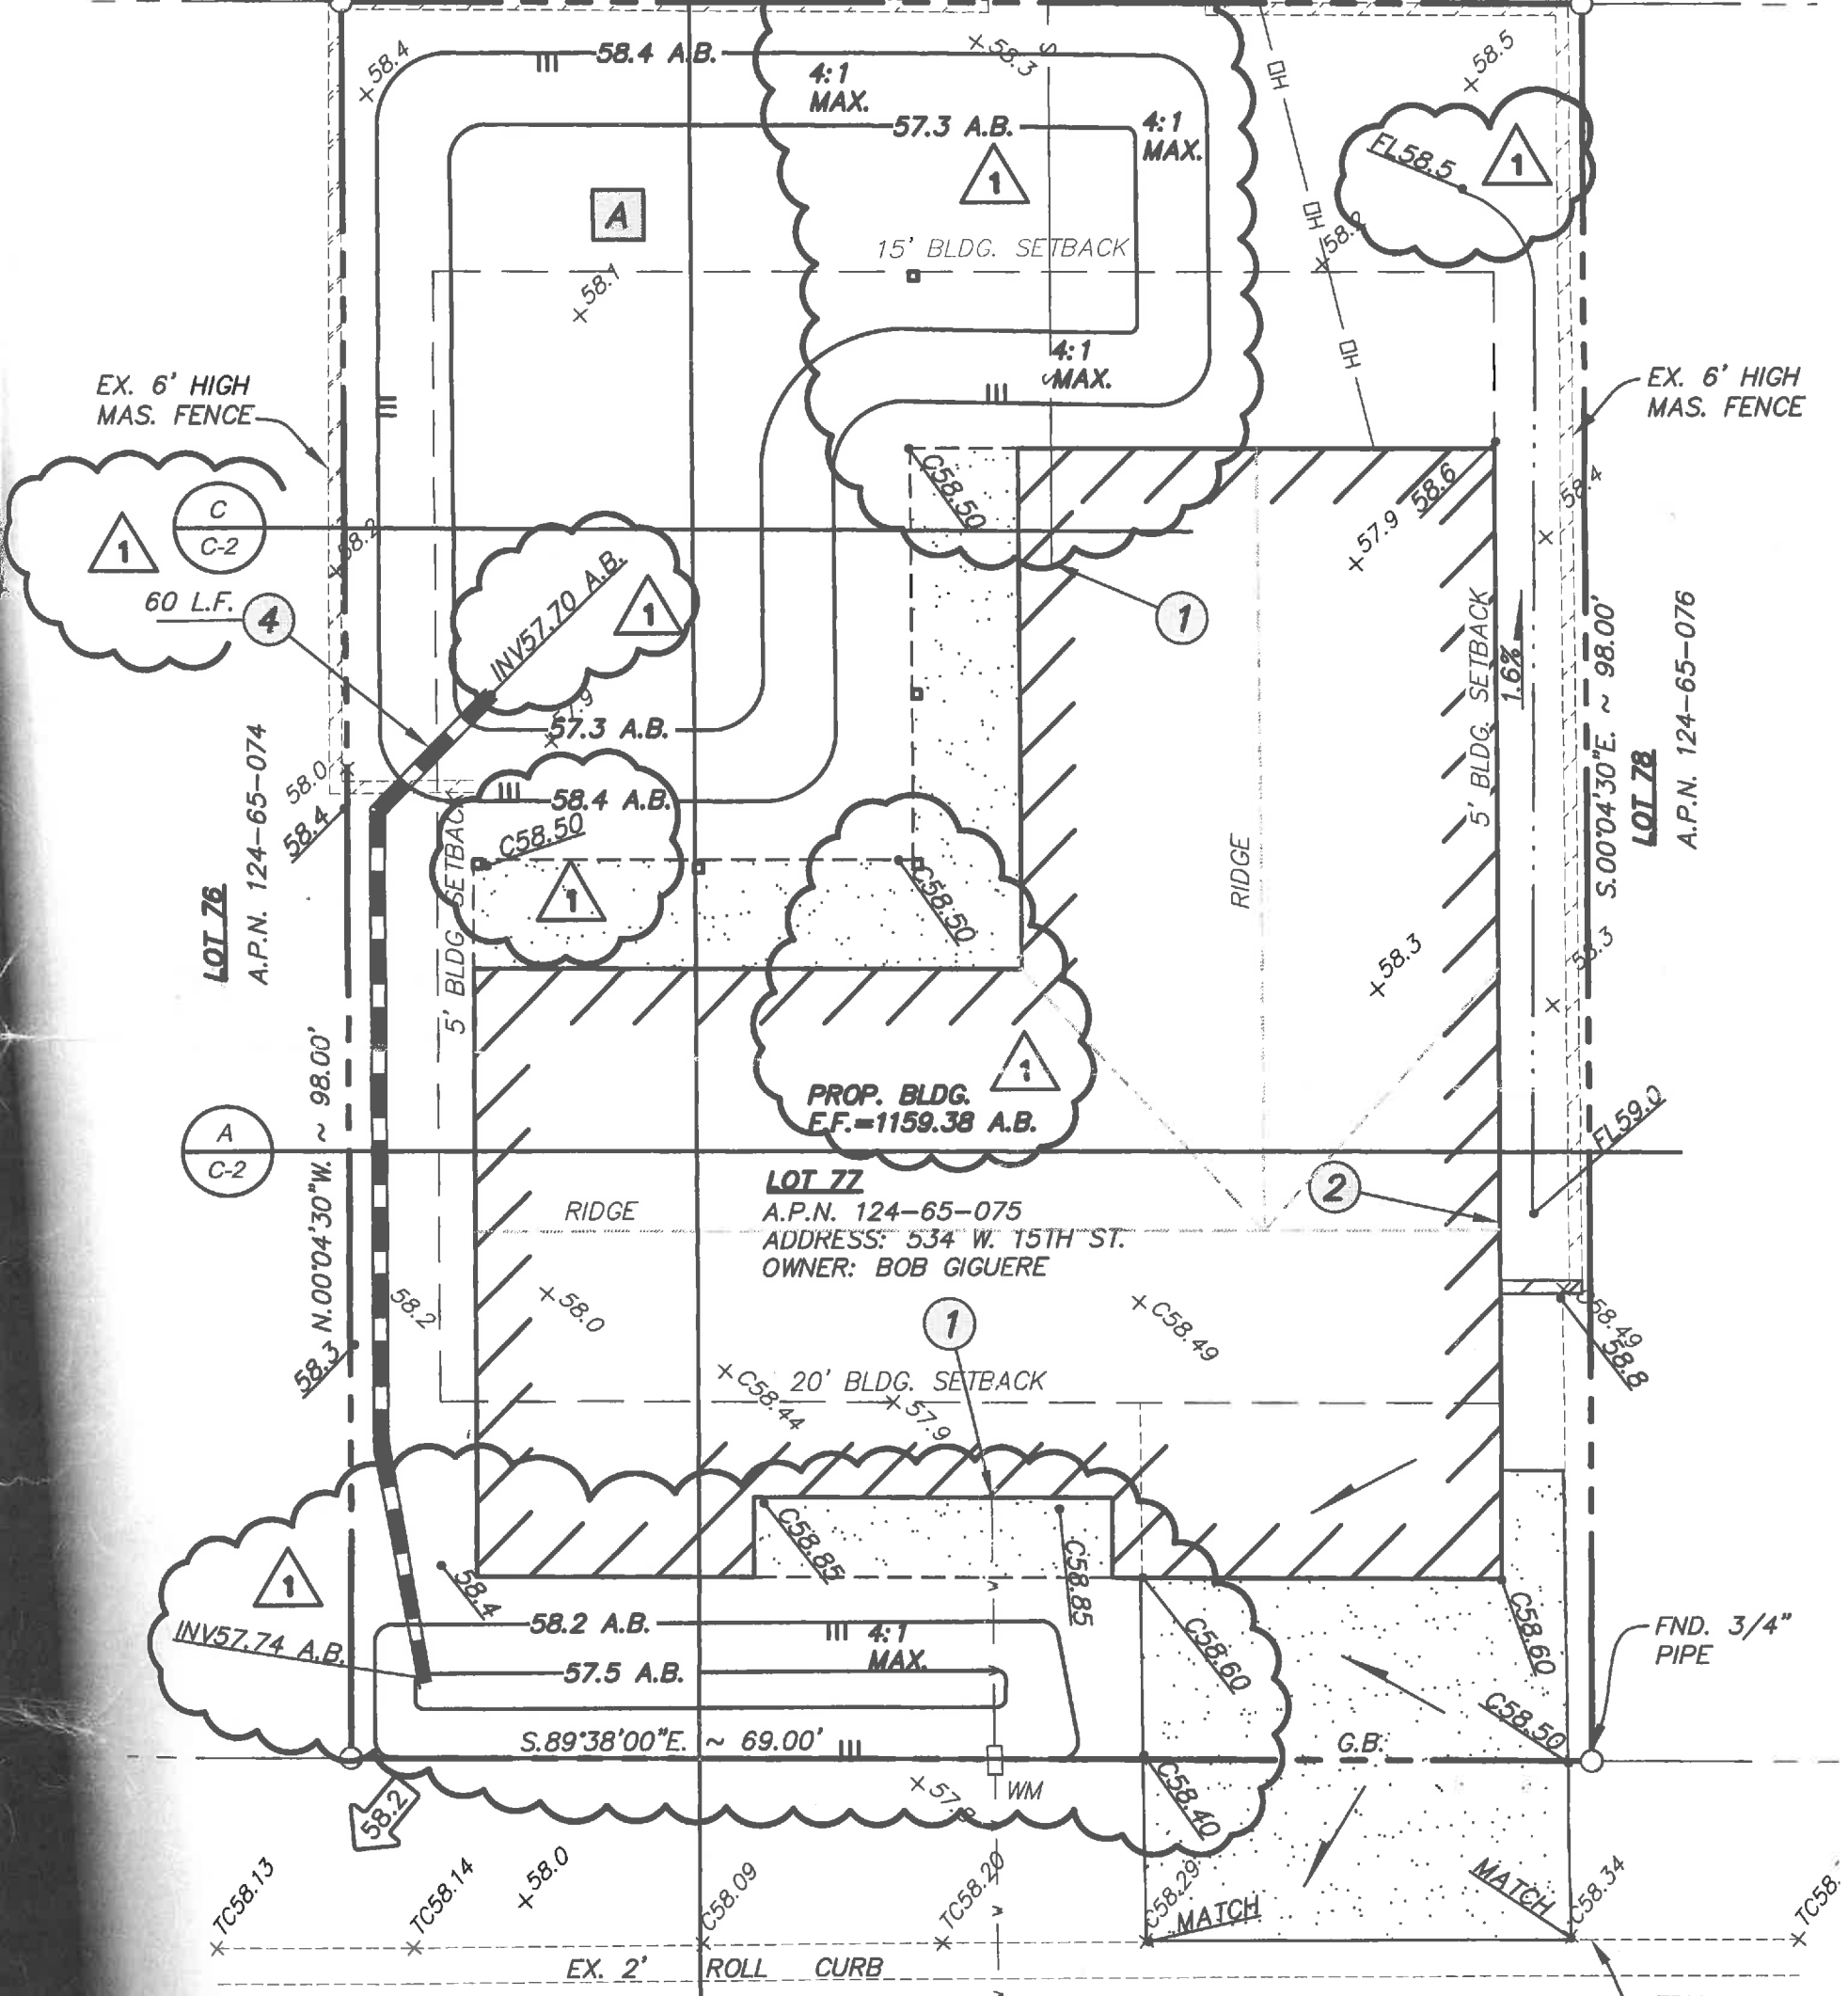 58.4
58.4 A.B.
58.3
S
4:1
MAX.
57.3 A.B.
4:1
MAX.
1
OH
58.5
FL58.5
1
A
58.1
15' BLDG. SETBACK
OH
OH
4:1
MAX.
EX. 6' HIGH
MAS. FENCE
EX. 6' HIGH
MAS. FENCE
C
C-2
1
60 L.F.
4
58.2
INV57.70 A.B.
1
C58.50
58.6
57.9
58.4
1
1.6%
5' BLDG. SETBACK
S.00°04'30"E. ~ 98.00'
LOT 78
A.P.N. 124-65-076
57.3 A.B.
58.0
58.4
58.4 A.B.
C58.50
1
C58.50
LOT 76
A.P.N. 124-65-074
5' BLDG. SETBACK
RIDGE
58.3
58.3
1
PROP. BLDG.
F.F.=1159.38 A.B.
N.00°04'30"W. ~ 98.00'
A
C-2
FL59.0
LOT 77
A.P.N. 124-65-075
ADDRESS: 534 W. 15TH ST.
OWNER: BOB GIGUERE
RIDGE
2
58.2
58.0
1
C58.49
C58.49
58.8
58.3
C58.44
20' BLDG. SETBACK
57.9
C58.85
C58.85
1
58.4
INV57.74 A.B.
58.2 A.B.
4:1
MAX.
57.5 A.B.
C58.60
C58.60
FND. 3/4"
PIPE
C58.50
S.89°38'00"E. ~ 69.00'
G.B.
WM
C58.40
58.2
TC58.13
TC58.14
58.0
C58.09
TC58.20
C58.29
MATCH
MATCH
C58.34
EX. 2' ROLL CURB